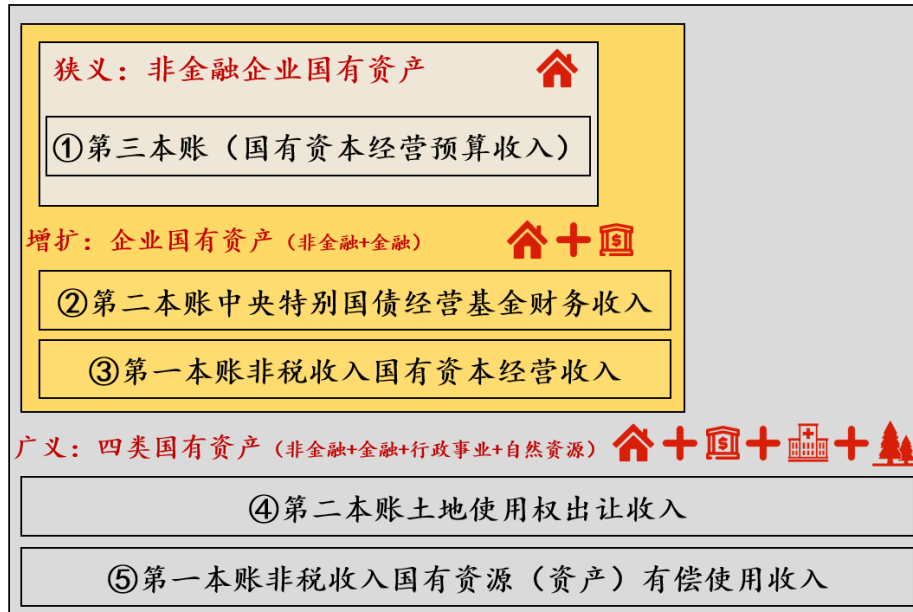 狭义：非金融企业国有资产
①第三本账（国有资本经营预算收入）
增扩：企业国有资产（非金融+金融）
②第二本账中央特别国债经营基金财务收入
③第一本账非税收入国有资本经营收入
广义：四类国有资产（非金融+金融+行政事业+自然资源）
④第二本账土地使用权出让收入
⑤第一本账非税收入国有资源（资产）有偿使用收入